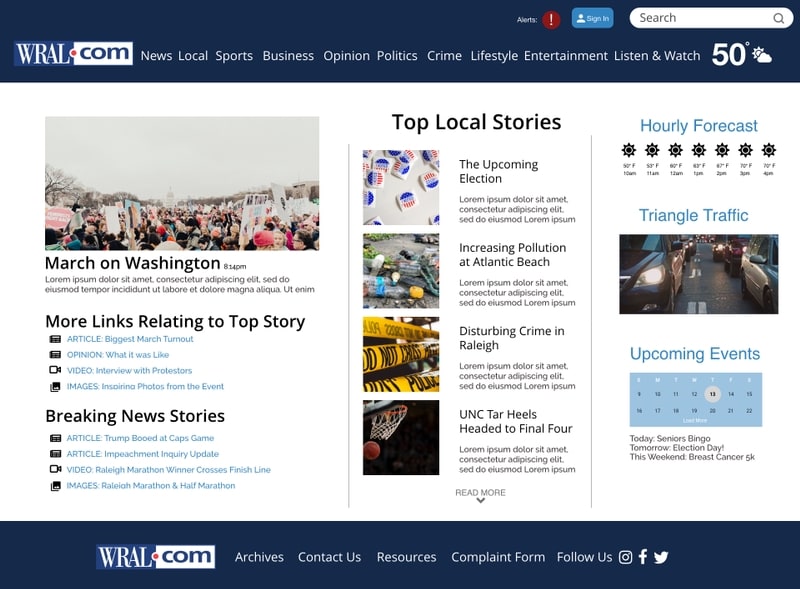 Alerts: !
Sign In
Search
WRAL.com
News Local Sports Business Opinion Politics Crime Lifestyle Entertainment Listen & Watch 50°
March on Washington 8:14pm
Lorem ipsum dolor sit amet, consectetur adipiscing elit, sed do
eiusmod tempor incididunt ut labore et dolore magna aliqua. Ut enim
More Links Relating to Top Story
ARTICLE: Biggest March Turnout
OPINION: What it was Like
VIDEO: Interview with Protestors
IMAGES: Inspiring Photos from the Event
Breaking News Stories
ARTICLE: Trump Booed at Caps Game
ARTICLE: Impeachment Inquiry Update
VIDEO: Raleigh Marathon Winner Crosses Finish Line
IMAGES: Raleigh Marathon & Half Marathon
Top Local Stories
The Upcoming
Election
Lorem ipsum dolor sit amet,
consectetur adipiscing elit,
sed do eiusmod Lorem ipsum
Increasing Pollution
at Atlantic Beach
Lorem ipsum dolor sit amet,
consectetur adipiscing elit,
sed do eiusmod Lorem ipsum
DO NOT CROSS
Disturbing Crime in
Raleigh
Lorem ipsum dolor sit amet,
consectetur adipiscing elit,
sed do eiusmod Lorem ipsum
UNC Tar Heels
Headed to Final Four
Lorem ipsum dolor sit amet,
consectetur adipiscing elit,
sed do eiusmod Lorem ipsum
READ MORE
Hourly Forecast
50° F 53° F 60° F 63° F 67° F 70° F 70° F
10am 11am 12am 1pm 2pm 3pm 4pm
Triangle Traffic
Upcoming Events
S M T W T F S
9 10 11 12 13 14 15
16 17 18 19 20 21 22
Load More
Today: Seniors Bingo
Tomorrow: Election Day!
This Weekend: Breast Cancer 5k
WRAL.com
Archives Contact Us Resources Complaint Form Follow Us